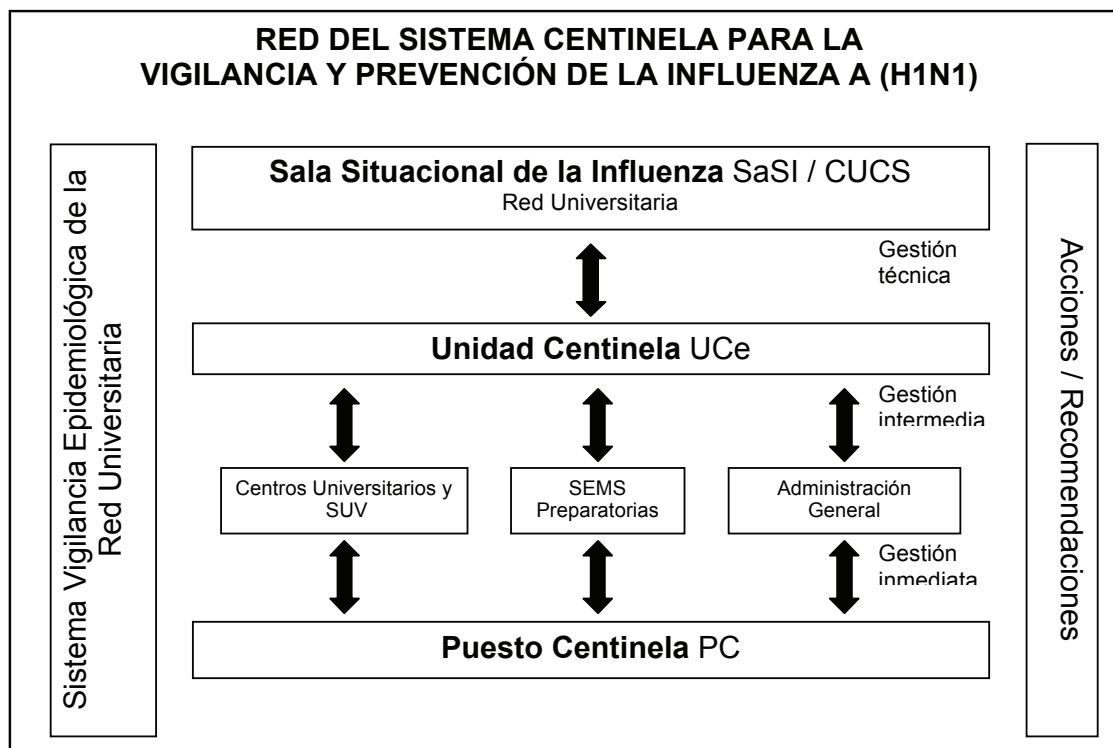 RED DEL SISTEMA CENTINELA PARA LA
VIGILANCIA Y PREVENCIÓN DE LA INFLUENZA A (H1N1)
Sistema Vigilancia Epidemiológica de la
Red Universitaria
Sala Situacional de la Influenza SaSI / CUCS
Red Universitaria
Gestión
técnica
Unidad Centinela UCe
Gestión
intermedia
Centros Universitarios y
SUV
SEMS
Preparatorias
Administración
General
Gestión
inmediata
Puesto Centinela PC
Acciones / Recomendaciones